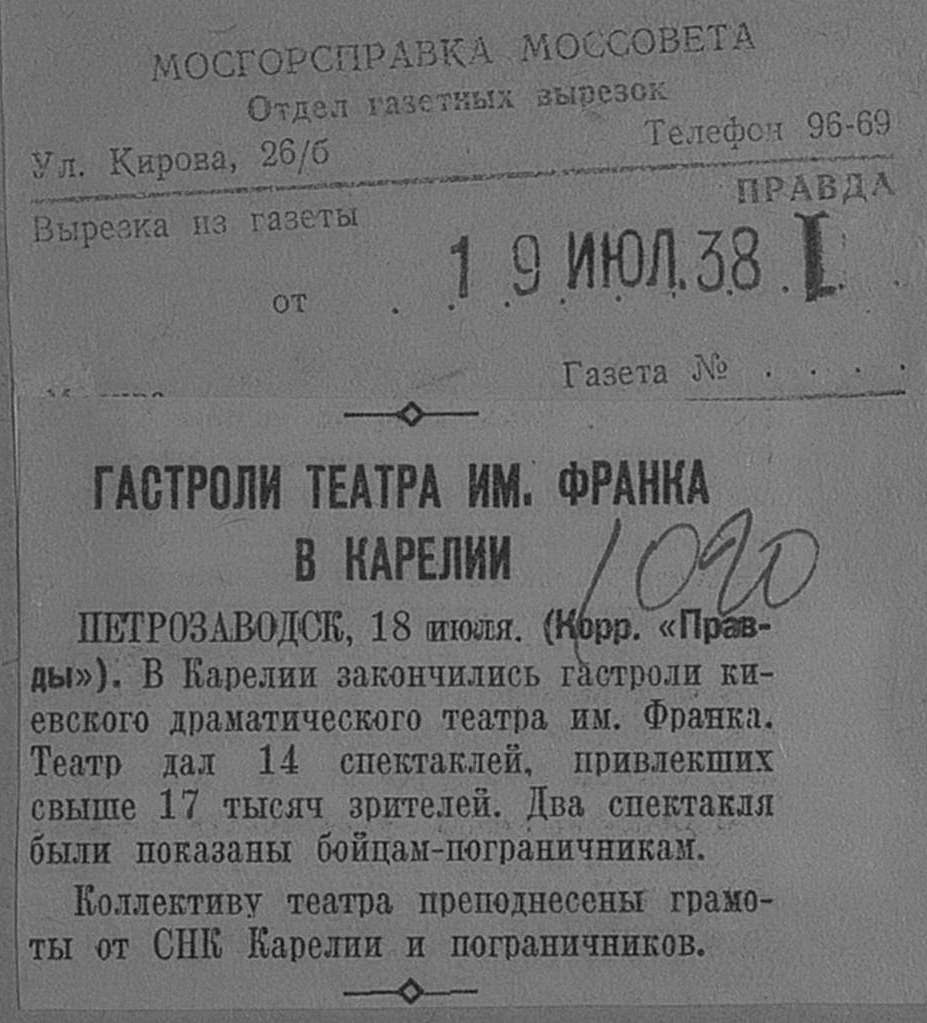 МОСГОРСПРАВКА МОССОВЕТА
Отдел газетных вырезок
Ул. Кирова, 26/б Телефон 96-69
Вырезка из газеты ПРАВДА
от . . 19 ИЮЛ.38 I
Газета № . . . .
ГАСТРОЛИ ТЕАТРА ИМ. ФРАНКА
В КАРЕЛИИ
1020
ПЕТРОЗАВОДСК, 18 июля. (Корр. «Прав-
ды»). В Карелии закончились гастроли ки-
евского драматического театра им. Франка.
Театр дал 14 спектаклей, привлекших
свыше 17 тысяч зрителей. Два спектакля
были показаны бойцам-пограничникам.
Коллективу театра преподнесены грамо-
ты от СНК Карелии и пограничников.